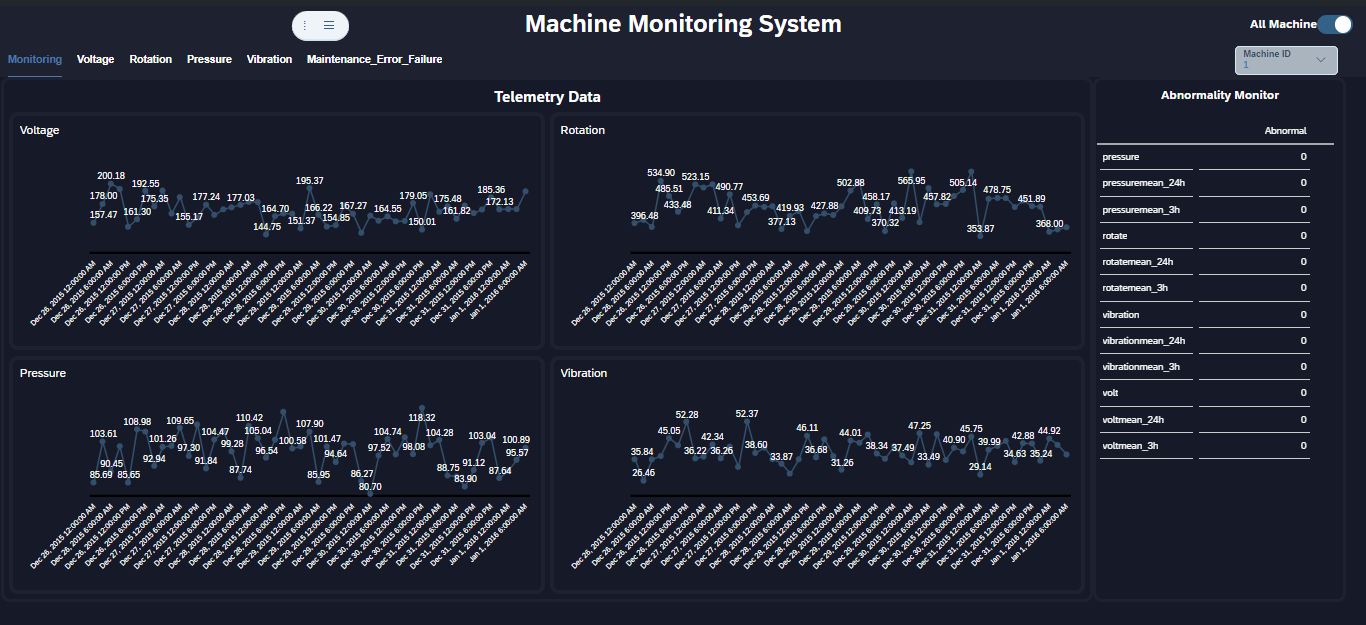 Machine Monitoring System
All Machine
Monitoring
Voltage
Rotation
Pressure
Vibration
Maintenance_Error_Failure
Machine ID
1
Telemetry Data
Voltage
157.47
178.00
200.18
161.30
192.55
175.35
155.17
177.24
177.03
144.75
164.70
151.37
195.37
166.22
154.85
167.27
164.55
179.05
150.01
175.48
161.82
185.36
172.13
Dec 26, 2015 12:00:00 AM
Dec 26, 2015 6:00:00 AM
Dec 26, 2015 12:00:00 PM
Dec 26, 2015 6:00:00 PM
Dec 27, 2015 12:00:00 AM
Dec 27, 2015 6:00:00 AM
Dec 27, 2015 12:00:00 PM
Dec 27, 2015 6:00:00 PM
Dec 28, 2015 12:00:00 AM
Dec 28, 2015 6:00:00 AM
Dec 28, 2015 12:00:00 PM
Dec 28, 2015 6:00:00 PM
Dec 29, 2015 12:00:00 AM
Dec 29, 2015 6:00:00 AM
Dec 29, 2015 12:00:00 PM
Dec 29, 2015 6:00:00 PM
Dec 30, 2015 12:00:00 AM
Dec 30, 2015 6:00:00 AM
Dec 30, 2015 12:00:00 PM
Dec 30, 2015 6:00:00 PM
Dec 31, 2015 12:00:00 AM
Dec 31, 2015 6:00:00 AM
Dec 31, 2015 12:00:00 PM
Dec 31, 2015 6:00:00 PM
Jan 1, 2016 12:00:00 AM
Jan 1, 2016 6:00:00 AM
Rotation
396.48
534.90
485.51
433.48
523.15
411.34
490.77
453.69
377.13
419.93
427.88
502.88
409.73
458.17
370.32
413.19
565.95
457.82
505.14
353.87
478.75
451.89
368.00
Dec 26, 2015 12:00:00 AM
Dec 26, 2015 6:00:00 AM
Dec 26, 2015 12:00:00 PM
Dec 26, 2015 6:00:00 PM
Dec 27, 2015 12:00:00 AM
Dec 27, 2015 6:00:00 AM
Dec 27, 2015 12:00:00 PM
Dec 27, 2015 6:00:00 PM
Dec 28, 2015 12:00:00 AM
Dec 28, 2015 6:00:00 AM
Dec 28, 2015 12:00:00 PM
Dec 28, 2015 6:00:00 PM
Dec 29, 2015 12:00:00 AM
Dec 29, 2015 6:00:00 AM
Dec 29, 2015 12:00:00 PM
Dec 29, 2015 6:00:00 PM
Dec 30, 2015 12:00:00 AM
Dec 30, 2015 6:00:00 AM
Dec 30, 2015 12:00:00 PM
Dec 30, 2015 6:00:00 PM
Dec 31, 2015 12:00:00 AM
Dec 31, 2015 6:00:00 AM
Dec 31, 2015 12:00:00 PM
Dec 31, 2015 6:00:00 PM
Jan 1, 2016 12:00:00 AM
Jan 1, 2016 6:00:00 AM
Pressure
85.69
103.61
90.45
85.65
108.98
92.94
101.26
109.65
97.30
91.84
104.47
99.28
87.74
110.42
105.04
96.54
100.58
107.90
85.95
101.47
94.64
86.27
80.70
97.52
104.74
98.08
118.32
104.28
88.75
83.90
91.12
103.04
87.64
95.57
100.89
Dec 26, 2015 12:00:00 AM
Dec 26, 2015 6:00:00 AM
Dec 26, 2015 12:00:00 PM
Dec 26, 2015 6:00:00 PM
Dec 27, 2015 12:00:00 AM
Dec 27, 2015 6:00:00 AM
Dec 27, 2015 12:00:00 PM
Dec 27, 2015 6:00:00 PM
Dec 28, 2015 12:00:00 AM
Dec 28, 2015 6:00:00 AM
Dec 28, 2015 12:00:00 PM
Dec 28, 2015 6:00:00 PM
Dec 29, 2015 12:00:00 AM
Dec 29, 2015 6:00:00 AM
Dec 29, 2015 12:00:00 PM
Dec 29, 2015 6:00:00 PM
Dec 30, 2015 12:00:00 AM
Dec 30, 2015 6:00:00 AM
Dec 30, 2015 12:00:00 PM
Dec 30, 2015 6:00:00 PM
Dec 31, 2015 12:00:00 AM
Dec 31, 2015 6:00:00 AM
Dec 31, 2015 12:00:00 PM
Dec 31, 2015 6:00:00 PM
Jan 1, 2016 12:00:00 AM
Jan 1, 2016 6:00:00 AM
Vibration
35.84
26.46
45.05
52.28
36.22
42.34
36.26
52.37
38.60
33.87
46.11
36.68
31.26
44.01
38.34
37.49
47.25
33.49
40.90
45.75
29.14
39.99
34.63
42.88
35.24
44.92
Dec 26, 2015 12:00:00 AM
Dec 26, 2015 6:00:00 AM
Dec 26, 2015 12:00:00 PM
Dec 26, 2015 6:00:00 PM
Dec 27, 2015 12:00:00 AM
Dec 27, 2015 6:00:00 AM
Dec 27, 2015 12:00:00 PM
Dec 27, 2015 6:00:00 PM
Dec 28, 2015 12:00:00 AM
Dec 28, 2015 6:00:00 AM
Dec 28, 2015 12:00:00 PM
Dec 28, 2015 6:00:00 PM
Dec 29, 2015 12:00:00 AM
Dec 29, 2015 6:00:00 AM
Dec 29, 2015 12:00:00 PM
Dec 29, 2015 6:00:00 PM
Dec 30, 2015 12:00:00 AM
Dec 30, 2015 6:00:00 AM
Dec 30, 2015 12:00:00 PM
Dec 30, 2015 6:00:00 PM
Dec 31, 2015 12:00:00 AM
Dec 31, 2015 6:00:00 AM
Dec 31, 2015 12:00:00 PM
Dec 31, 2015 6:00:00 PM
Jan 1, 2016 12:00:00 AM
Jan 1, 2016 6:00:00 AM
Abnormality Monitor
Abnormal
pressure 0
pressuremean_24h 0
pressuremean_3h 0
rotate 0
rotatemean_24h 0
rotatemean_3h 0
vibration 0
vibrationmean_24h 0
vibrationmean_3h 0
volt 0
voltmean_24h 0
voltmean_3h 0